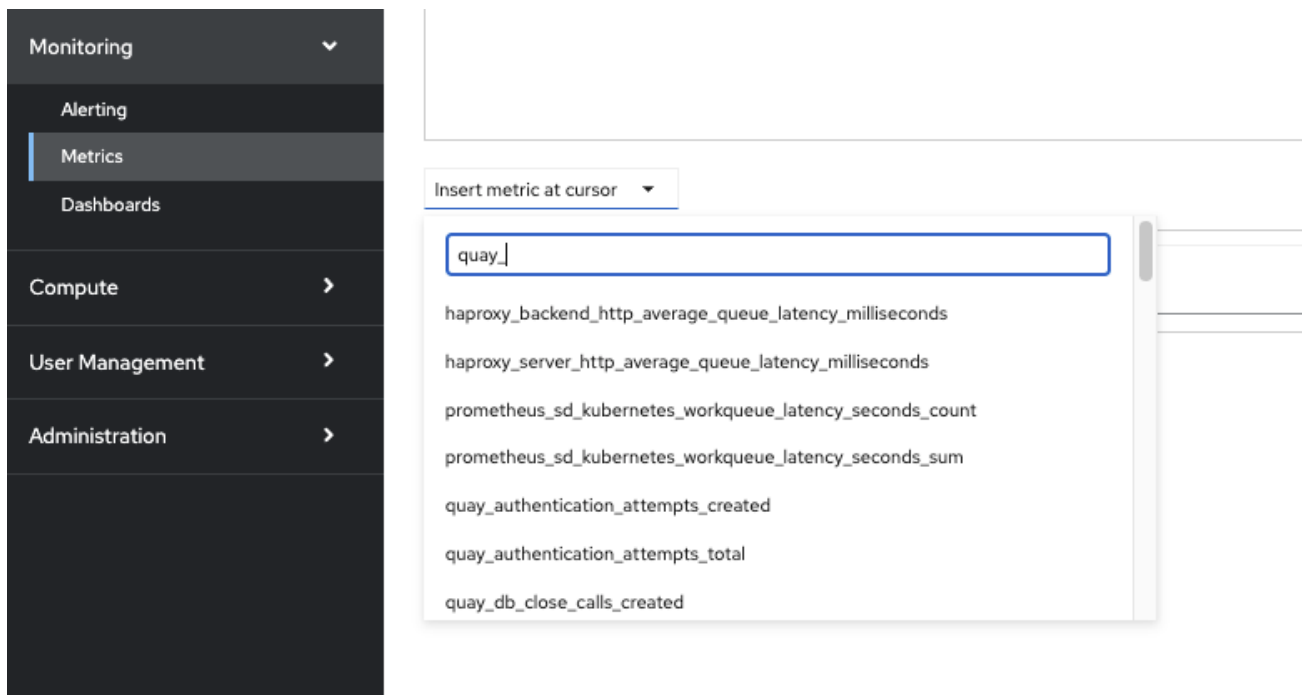 Monitoring
Alerting
Metrics
Dashboards
Compute
User Management
Administration
Insert metric at cursor
quay_
haproxy_backend_http_average_queue_latency_milliseconds
haproxy_server_http_average_queue_latency_milliseconds
prometheus_sd_kubernetes_workqueue_latency_seconds_count
prometheus_sd_kubernetes_workqueue_latency_seconds_sum
quay_authentication_attempts_created
quay_authentication_attempts_total
quay_db_close_calls_created